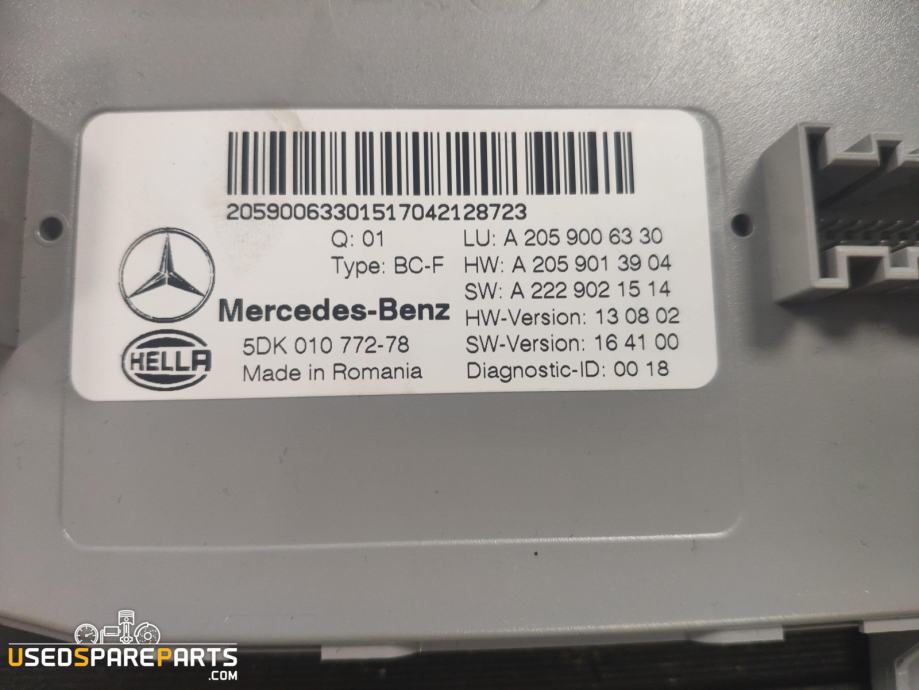 2059006330151704212 8723
Q: 01 LU: A 205 900 63 30
Type: BC-F HW: A 205 901 39 04
SW: A 222 902 15 14
Mercedes-Benz HW-Version: 13 08 02
HELLA 5DK 010 772-78 SW-Version: 16 41 00
Made in Romania Diagnostic-ID: 00 18
USEDSPAREPARTS
.COM